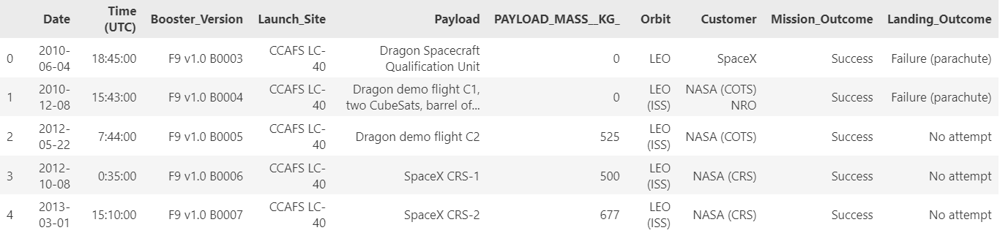 Date Time (UTC) Booster_Version Launch_Site Payload PAYLOAD_MASS__KG_ Orbit Customer Mission_Outcome Landing_Outcome
0 2010-06-04 18:45:00 F9 v1.0 B0003 CCAFS LC-40 Dragon Spacecraft Qualification Unit 0 LEO SpaceX Success Failure (parachute)
1 2010-12-08 15:43:00 F9 v1.0 B0004 CCAFS LC-40 Dragon demo flight C1, two CubeSats, barrel of... 0 LEO (ISS) NASA (COTS) NRO Success Failure (parachute)
2 2012-05-22 7:44:00 F9 v1.0 B0005 CCAFS LC-40 Dragon demo flight C2 525 LEO (ISS) NASA (COTS) Success No attempt
3 2012-10-08 0:35:00 F9 v1.0 B0006 CCAFS LC-40 SpaceX CRS-1 500 LEO (ISS) NASA (CRS) Success No attempt
4 2013-03-01 15:10:00 F9 v1.0 B0007 CCAFS LC-40 SpaceX CRS-2 677 LEO (ISS) NASA (CRS) Success No attempt